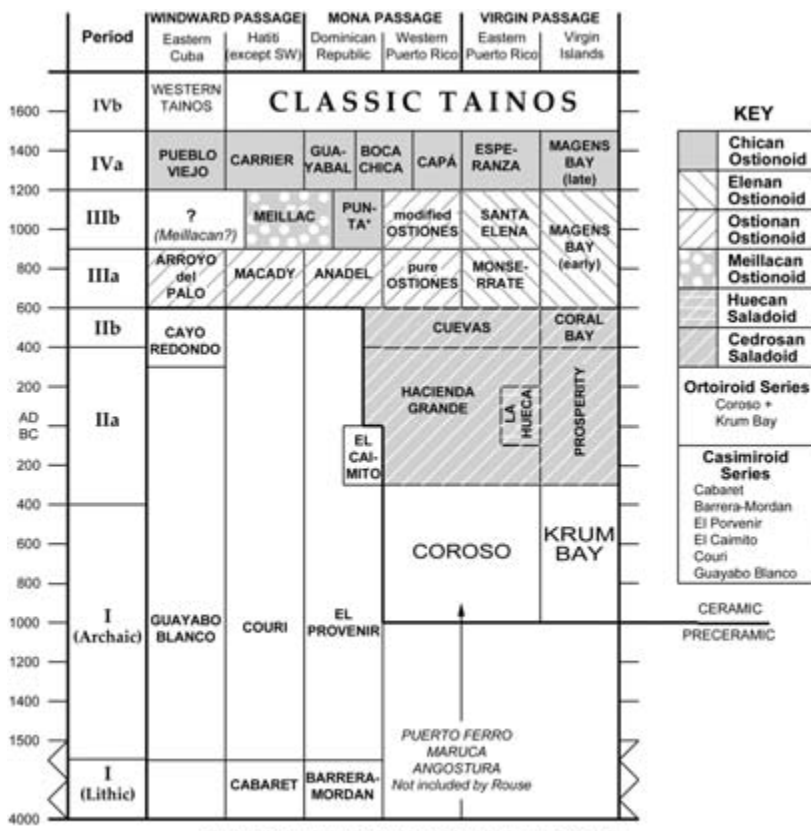 WINDWARD PASSAGE MONA PASSAGE VIRGIN PASSAGE
Period Eastern Cuba Hatiti (except SW) Dominican Republic Western Puerto Rico Eastern Puerto Rico Virgin Islands
1600 IVb WESTERN TAINOS CLASSIC TAINOS
1400 IVa PUEBLO VIEJO CARRIER GUA-YABAL BOCA CHICA CAPÁ ESPE-RANZA MAGENS BAY (late)
1200
1000 IIIb ? (Meillacan?) MEILLAC PUN-TA* modified OSTIONES SANTA ELENA MAGENS BAY (early)
800 IIIa ARROYO del PALO MACADY ANADEL pure OSTIONES MONSE-RRATE
600
IIb CAYO REDONDO CUEVAS CORAL BAY
400
200
AD
BC
IIa HACIENDA GRANDE LA HUECA PROSPERITY
EL CAI-MITO
200
400
600
COROSO KRUM BAY
800
1000 I (Archaic) GUAYABO BLANCO COURI EL PROVENIR
1200
1400
1500
PUERTO FERRO
MARUCA
ANGOSTURA
Not included by Rouse
I (Lithic) CABARET BARRERA-MORDAN
4000
KEY
Chican Ostionoid
Elenan Ostionoid
Ostionan Ostionoid
Meillacan Ostionoid
Huecan Saladoid
Cedrosan Saladoid
Ortoiroid Series
Coroso +
Krum Bay
Casimiroid
Series
Cabaret
Barrera-Mordan
El Porvenir
El Caimito
Couri
Guayabo Blanco
CERAMIC
PRECERAMIC